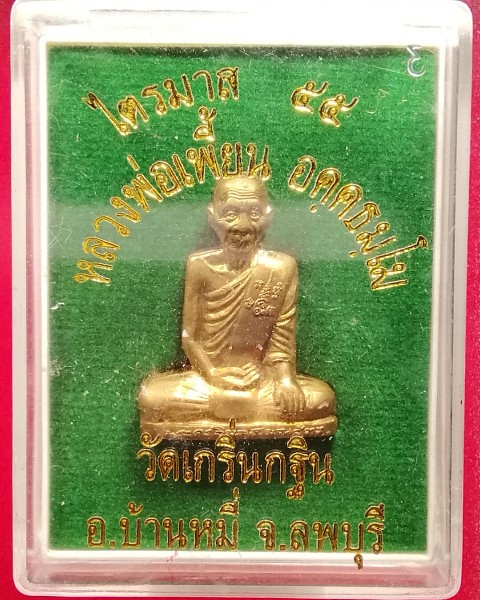 ไตรมาส ๕๕
หลวงพ่อเพี้ยน อคฺคธมฺโม
วัดเกริ่นกฐิน
อ.บ้านหมี่ จ.ลพบุรี